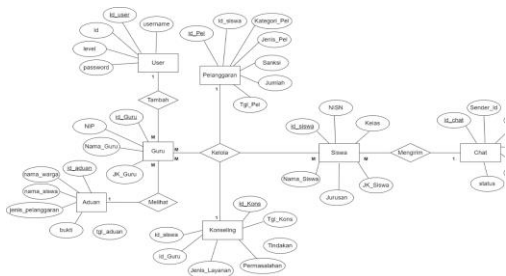 id_user
username
id
level
password
User
1
Tambah
id_Pel
id_siswa
Kategori_Pel
Jenis_Pel
Sanksi
Jumlah
Tgl_Pel
Pelanggaran
1
id_Guru
NIP
Nama_Guru
JK_Guru
M
Guru
M
M
M
Kelola
NISN
id_siswa
Kelas
M
Siswa
M
Nama_Siswa
Jurusan
JK_Siswa
Mengirim
1
Sender_Id
id_chat
Chat
status
id_aduan
nama_warga
nama_siswa
jenis_pelanggaran
bukti
tgl_aduan
Aduan
1
Melihat
1
Konseling
id_Kons
Tgl_Kons
Tindakan
Permasalahan
Jenis_Layanan
id_Guru
id_siswa